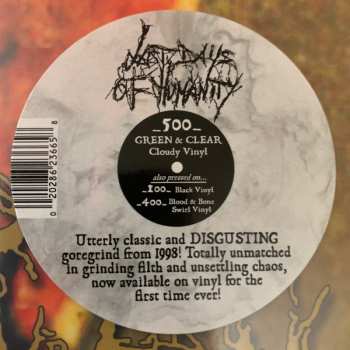 Last Days
Of Humanity
_500_
GREEN & CLEAR
Cloudy Vinyl
also pressed on...
_100_ Black Vinyl
_400_ Blood & Bone
Swirl Vinyl
Utterly classic and DISGUSTING
goregrind from 1998! Totally unmatched
in grinding filth and unsettling chaos,
now available on vinyl for the
first time ever!
0 20286 23665 8